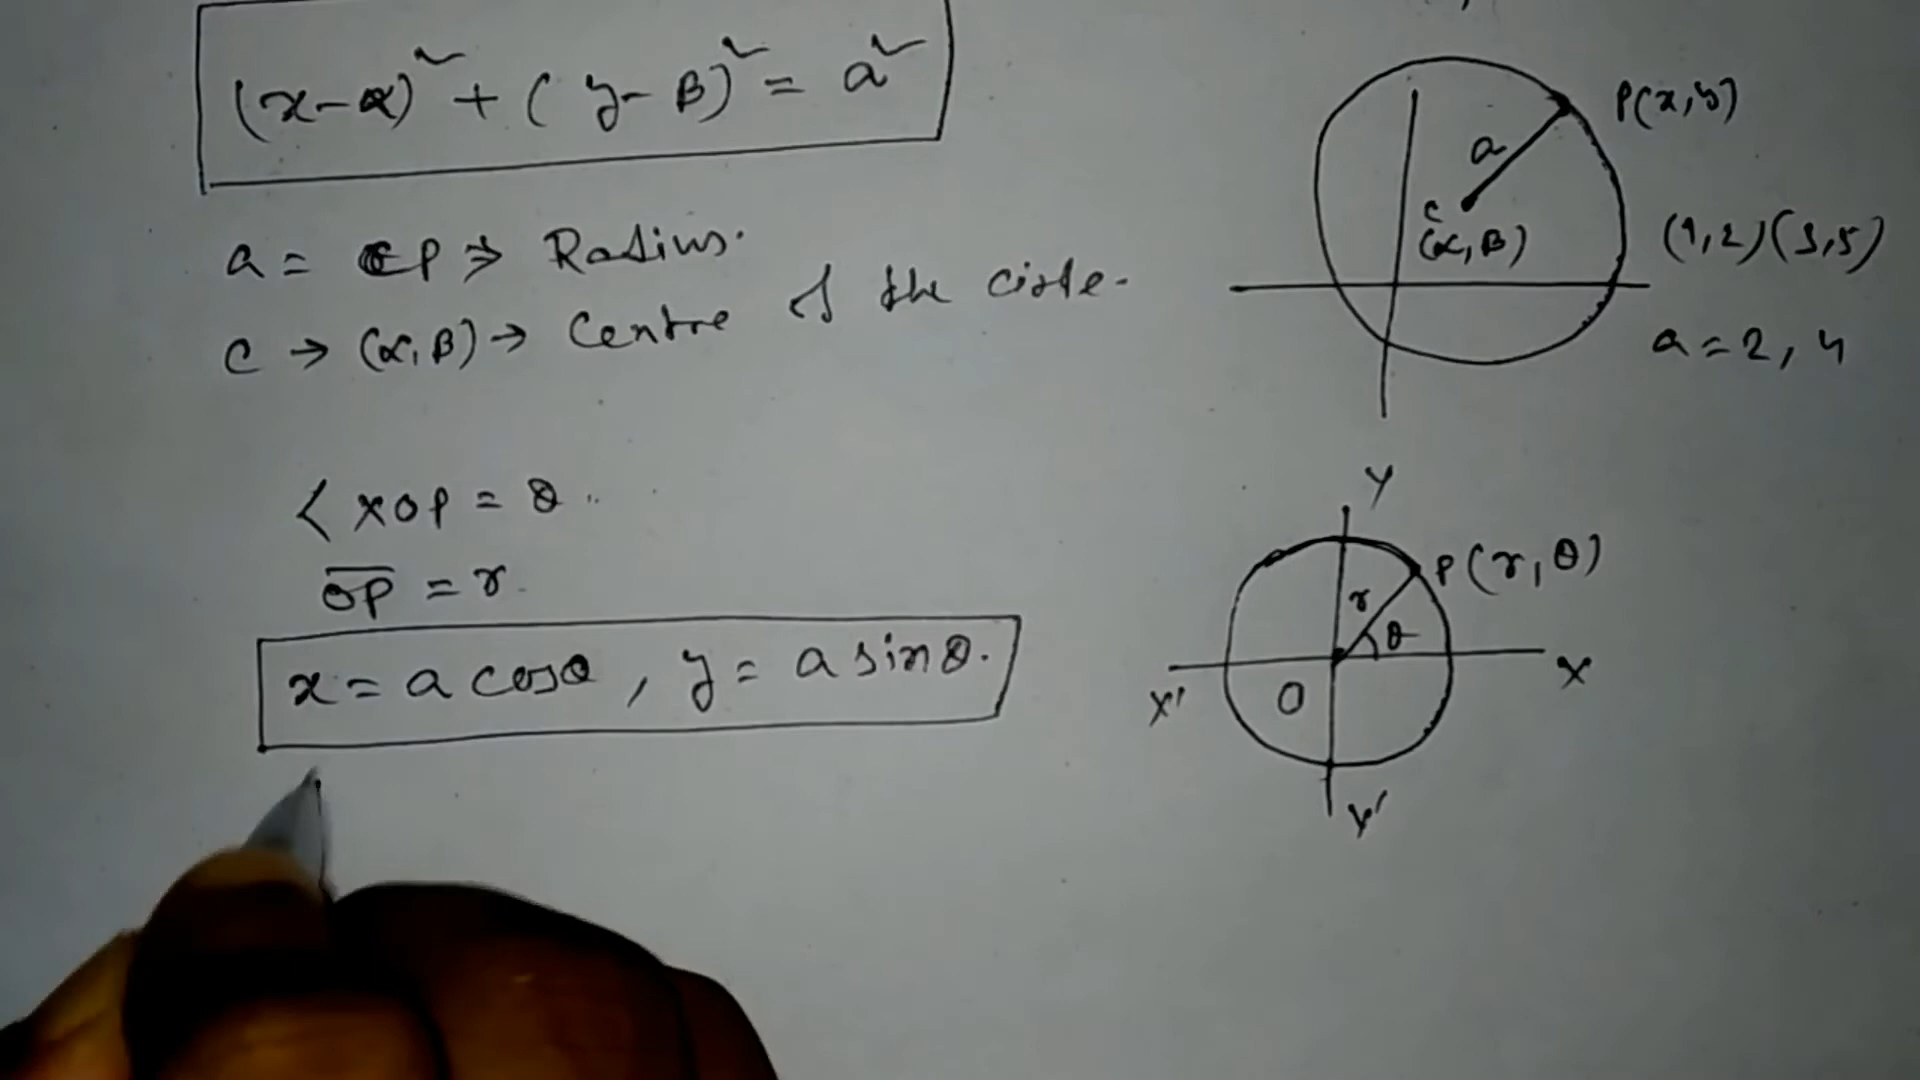 (x-α)² + (y-β)² = a²
a = CP ⇒ Radius.
C → (α, β) → Centre of the circle.
P(x,y)
a
C
(α, β)
(1,2)(3,5)
a = 2, 4
< XOP = θ
OP = r.
x = a cosθ, y = a sinθ.
Y
P(r, θ)
r
θ
X' O X
Y'